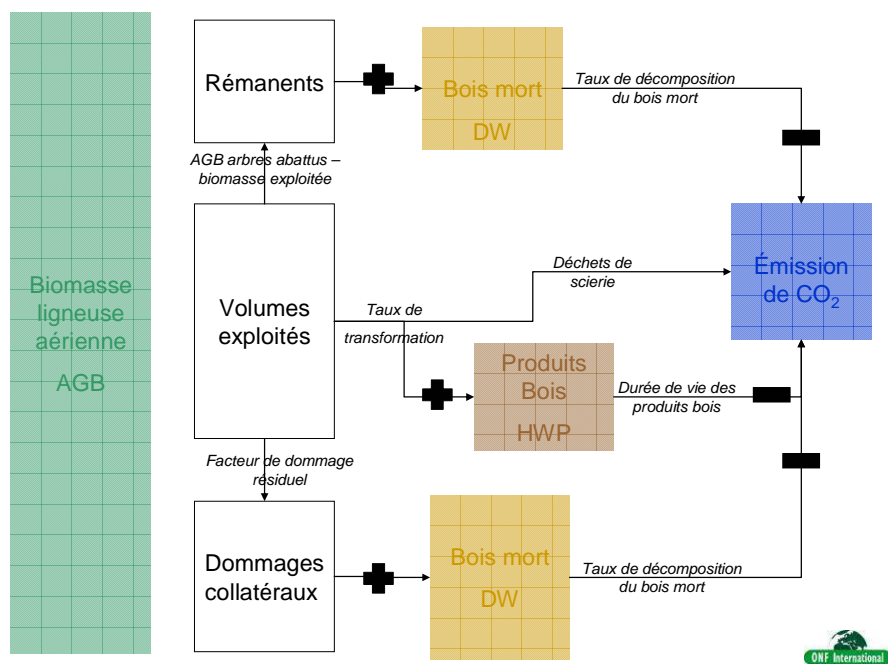 Biomasse
ligneuse
aérienne
AGB
Rémanents
Bois mort
DW
Taux de décomposition
du bois mort
AGB arbres abattus –
biomasse exploitée
Volumes
exploités
Taux de
transformation
Déchets de
scierie
Émission
de CO₂
Produits
Bois
HWP
Durée de vie des
produits bois
Facteur de dommage
résiduel
Dommages
collatéraux
Bois mort
DW
Taux de décomposition
du bois mort
ONF International